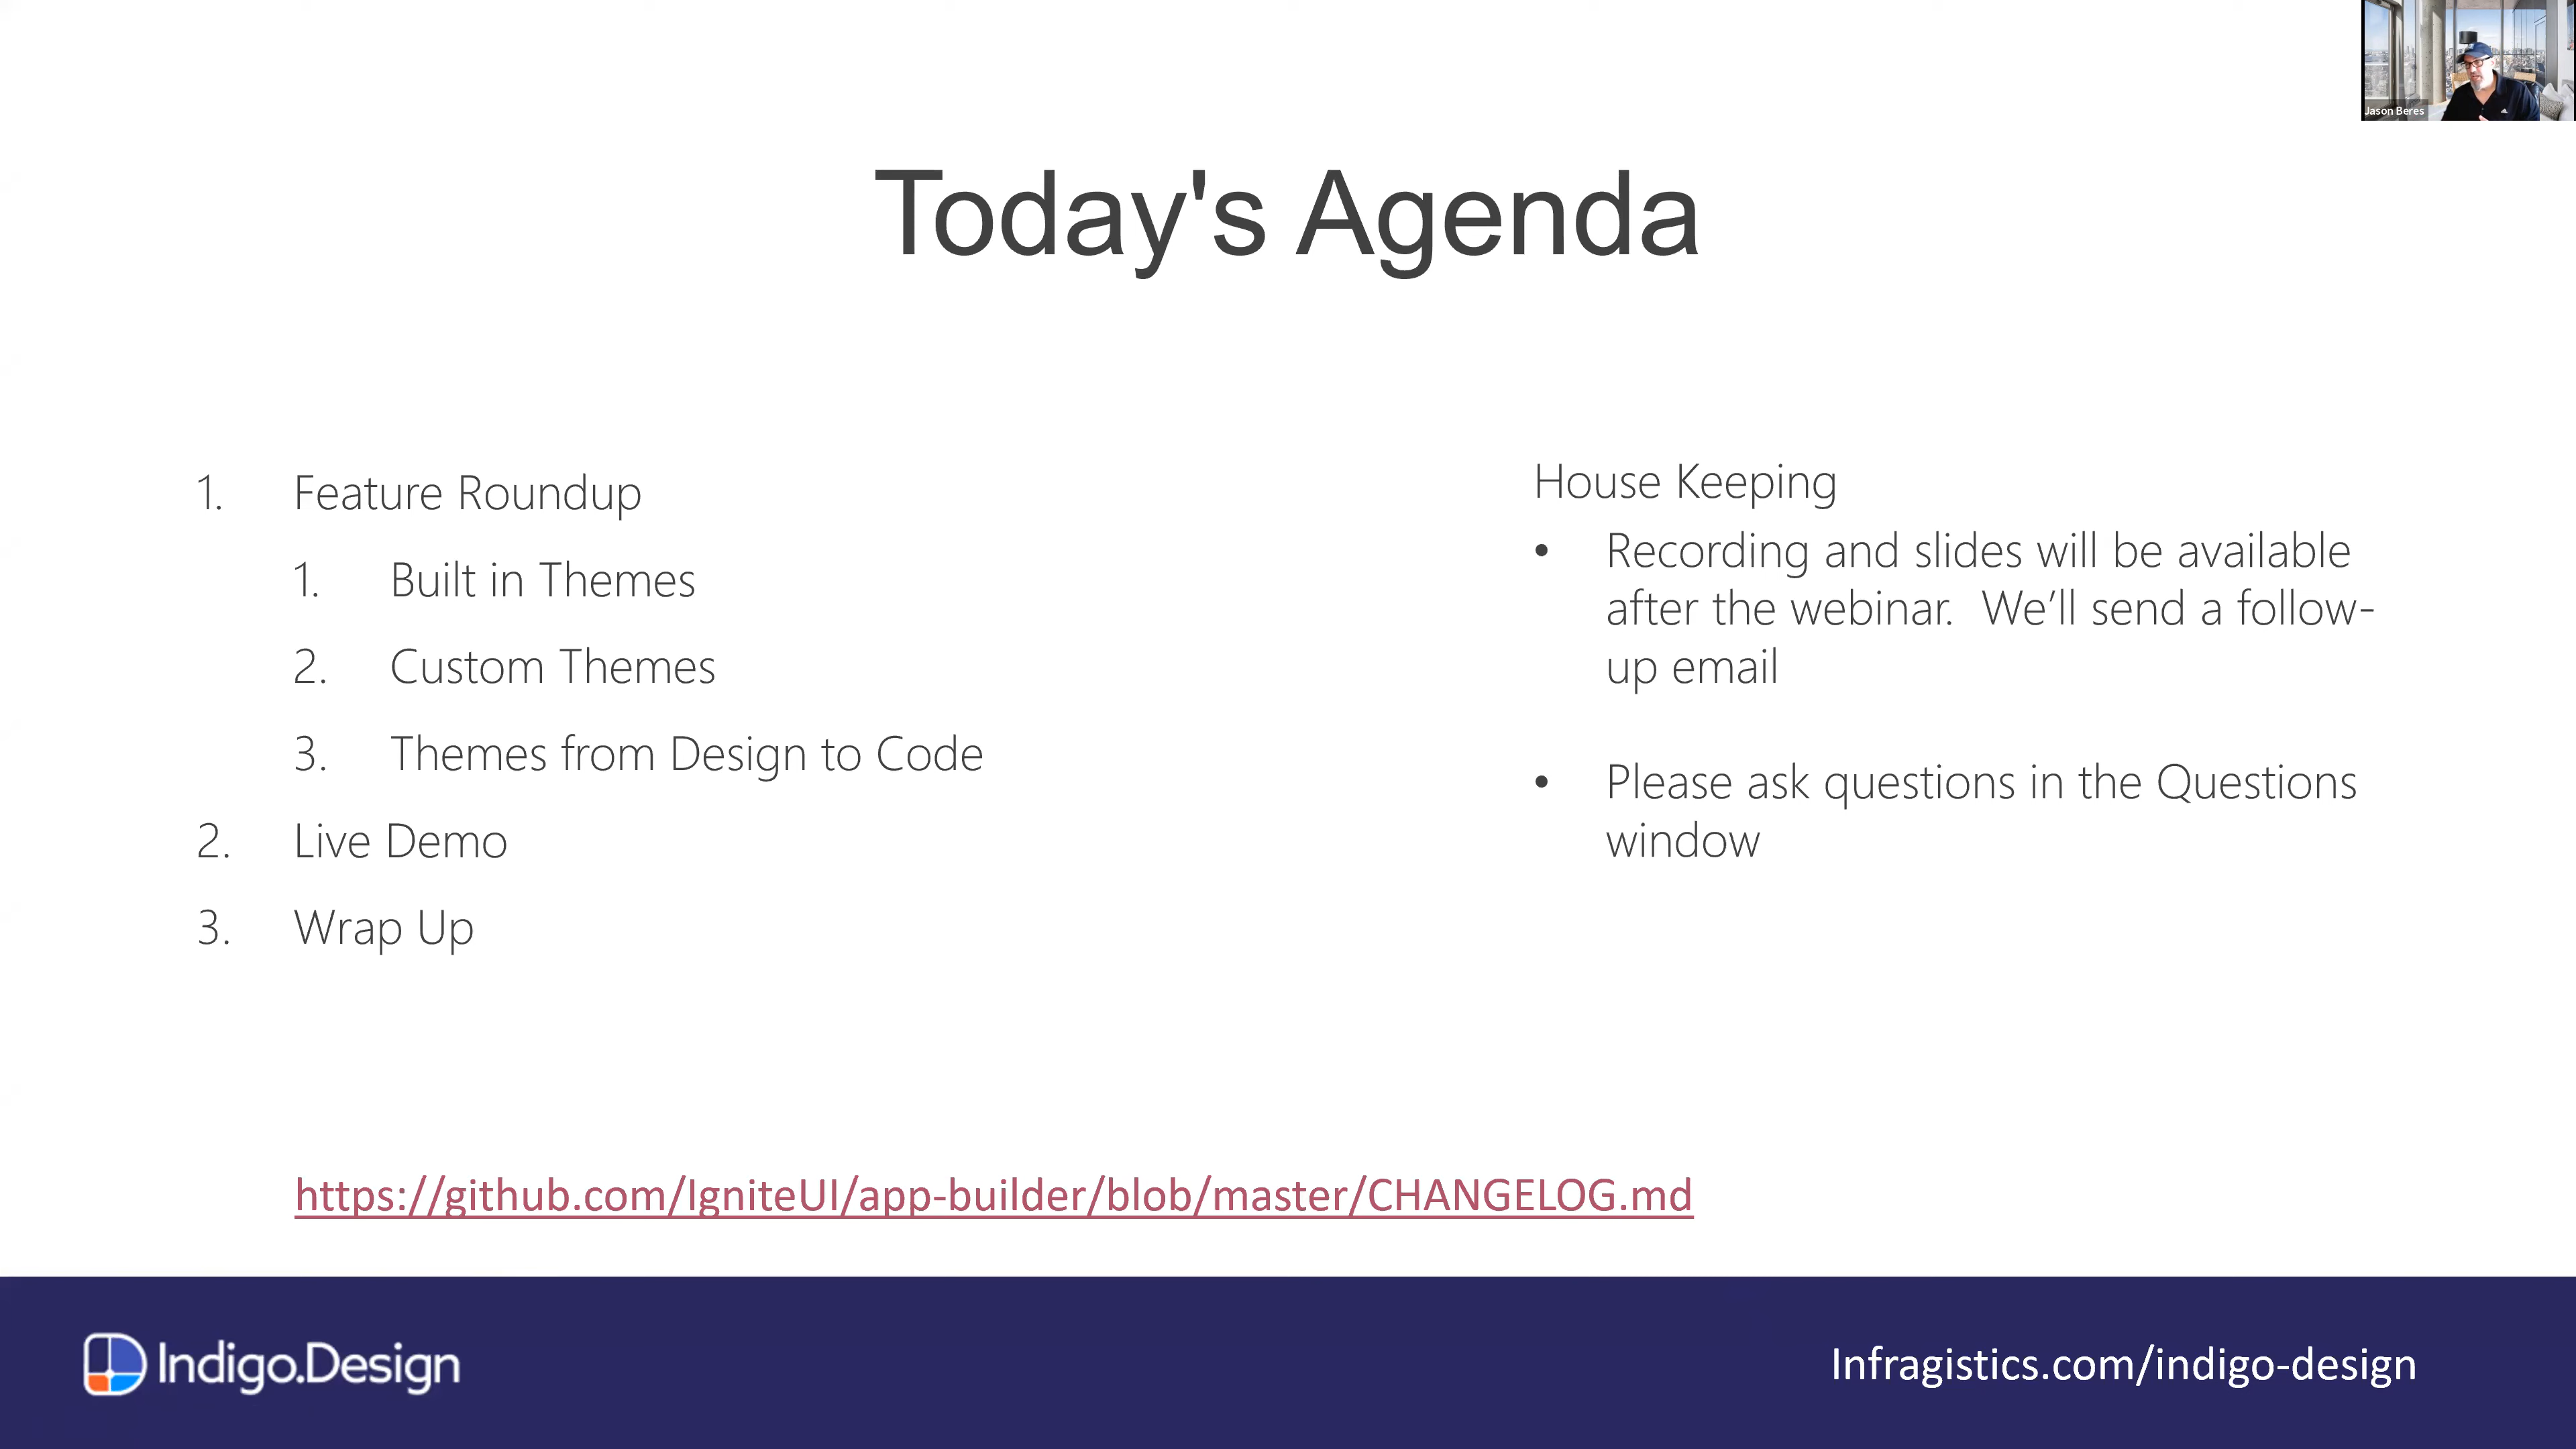 Jason Beres
Today's Agenda
1. Feature Roundup
1. Built in Themes
2. Custom Themes
3. Themes from Design to Code
2. Live Demo
3. Wrap Up
House Keeping
• Recording and slides will be available
after the webinar.  We’ll send a follow-
up email
• Please ask questions in the Questions
window
https://github.com/IgniteUI/app-builder/blob/master/CHANGELOG.md
Indigo.Design
Infragistics.com/indigo-design